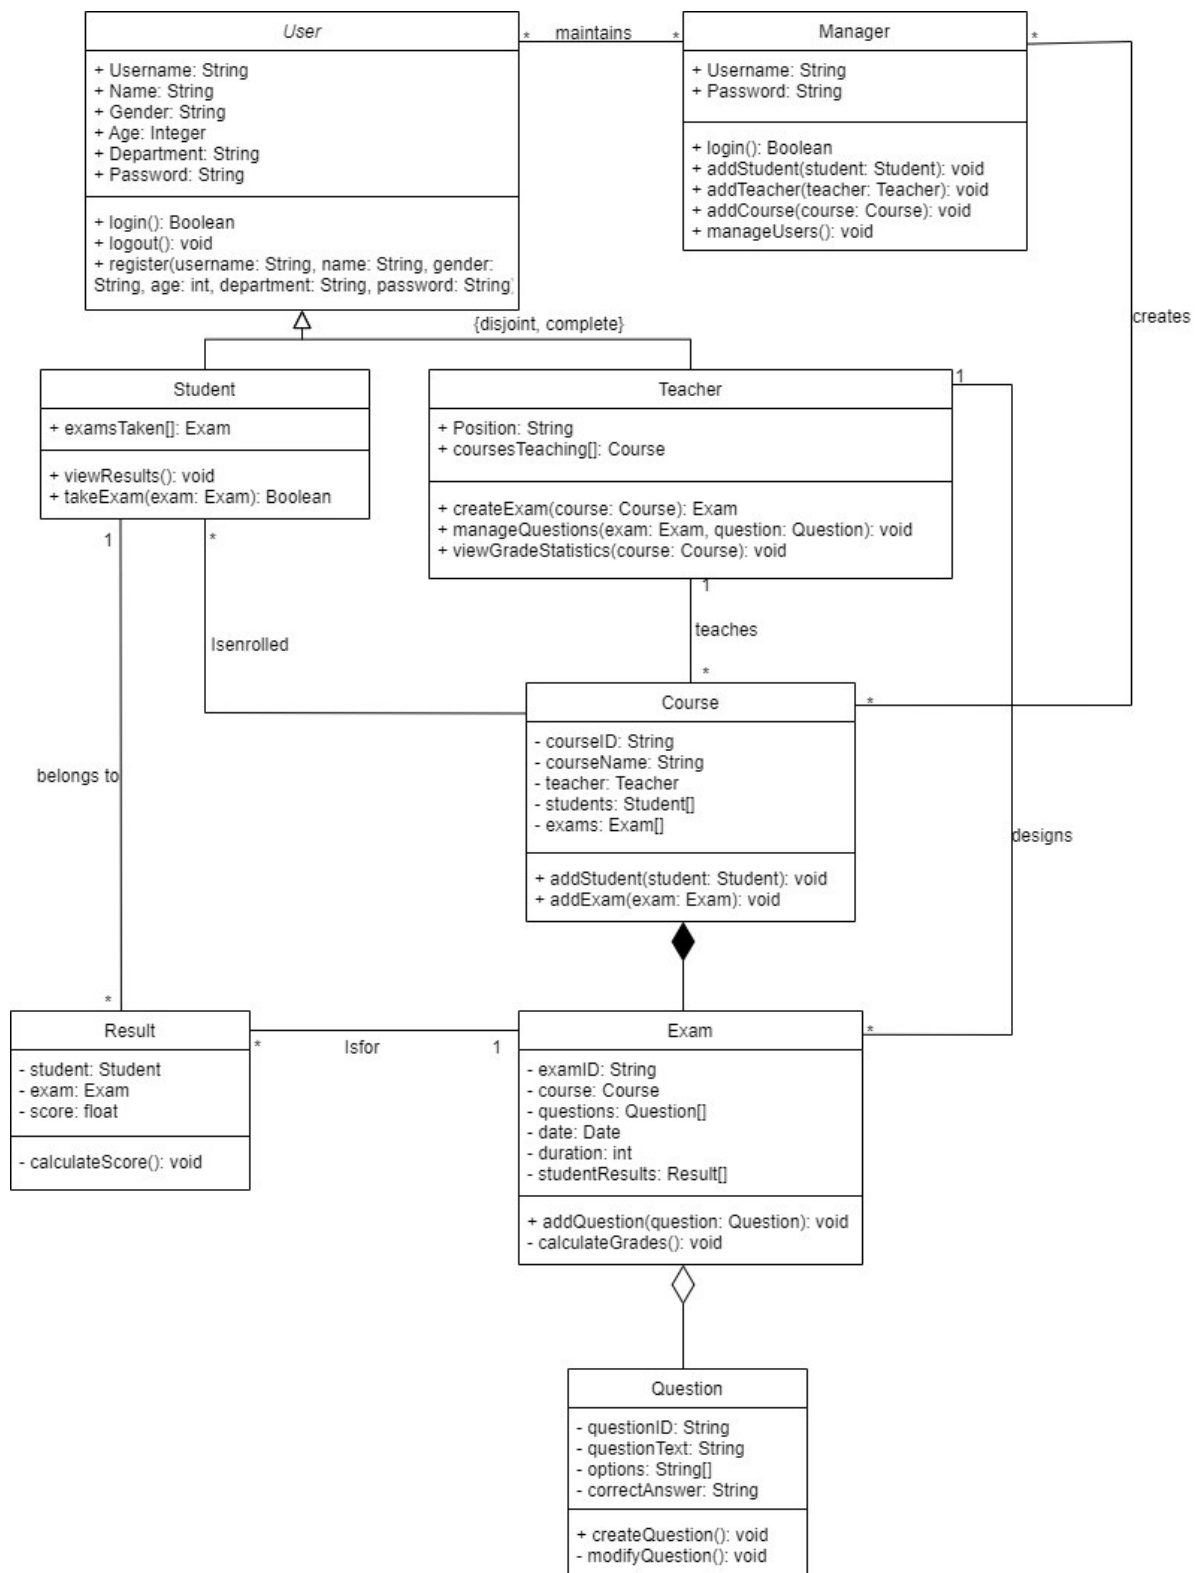 User
+ Username: String
+ Name: String
+ Gender: String
+ Age: Integer
+ Department: String
+ Password: String
+ login(): Boolean
+ logout(): void
+ register(username: String, name: String, gender:
String, age: int, department: String, password: String)
* maintains *
Manager
+ Username: String
+ Password: String
+ login(): Boolean
+ addStudent(student: Student): void
+ addTeacher(teacher: Teacher): void
+ addCourse(course: Course): void
+ manageUsers(): void
*
creates
{disjoint, complete}
Student
+ examsTaken[]: Exam
+ viewResults(): void
+ takeExam(exam: Exam): Boolean
Teacher
+ Position: String
+ coursesTeaching[]: Course
+ createExam(course: Course): Exam
+ manageQuestions(exam: Exam, question: Question): void
+ viewGradeStatistics(course: Course): void
1
1
*
1
Isenrolled
teaches
*
Course
- courseID: String
- courseName: String
- teacher: Teacher
- students: Student[]
- exams: Exam[]
+ addStudent(student: Student): void
+ addExam(exam: Exam): void
*
belongs to
designs
*
Result
- student: Student
- exam: Exam
- score: float
- calculateScore(): void
* Isfor 1
Exam
- examID: String
- course: Course
- questions: Question[]
- date: Date
- duration: int
- studentResults: Result[]
+ addQuestion(question: Question): void
- calculateGrades(): void
*
Question
- questionID: String
- questionText: String
- options: String[]
- correctAnswer: String
+ createQuestion(): void
- modifyQuestion(): void